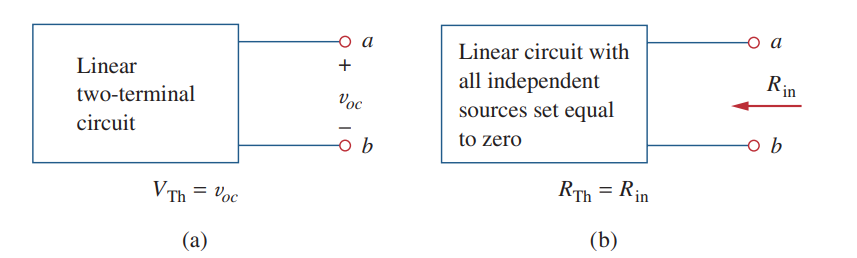 Linear
two-terminal
circuit
a
+
v_oc
−
b
V_Th = v_oc
(a)
Linear circuit with
all independent
sources set equal
to zero
a
R_in
b
R_Th = R_in
(b)